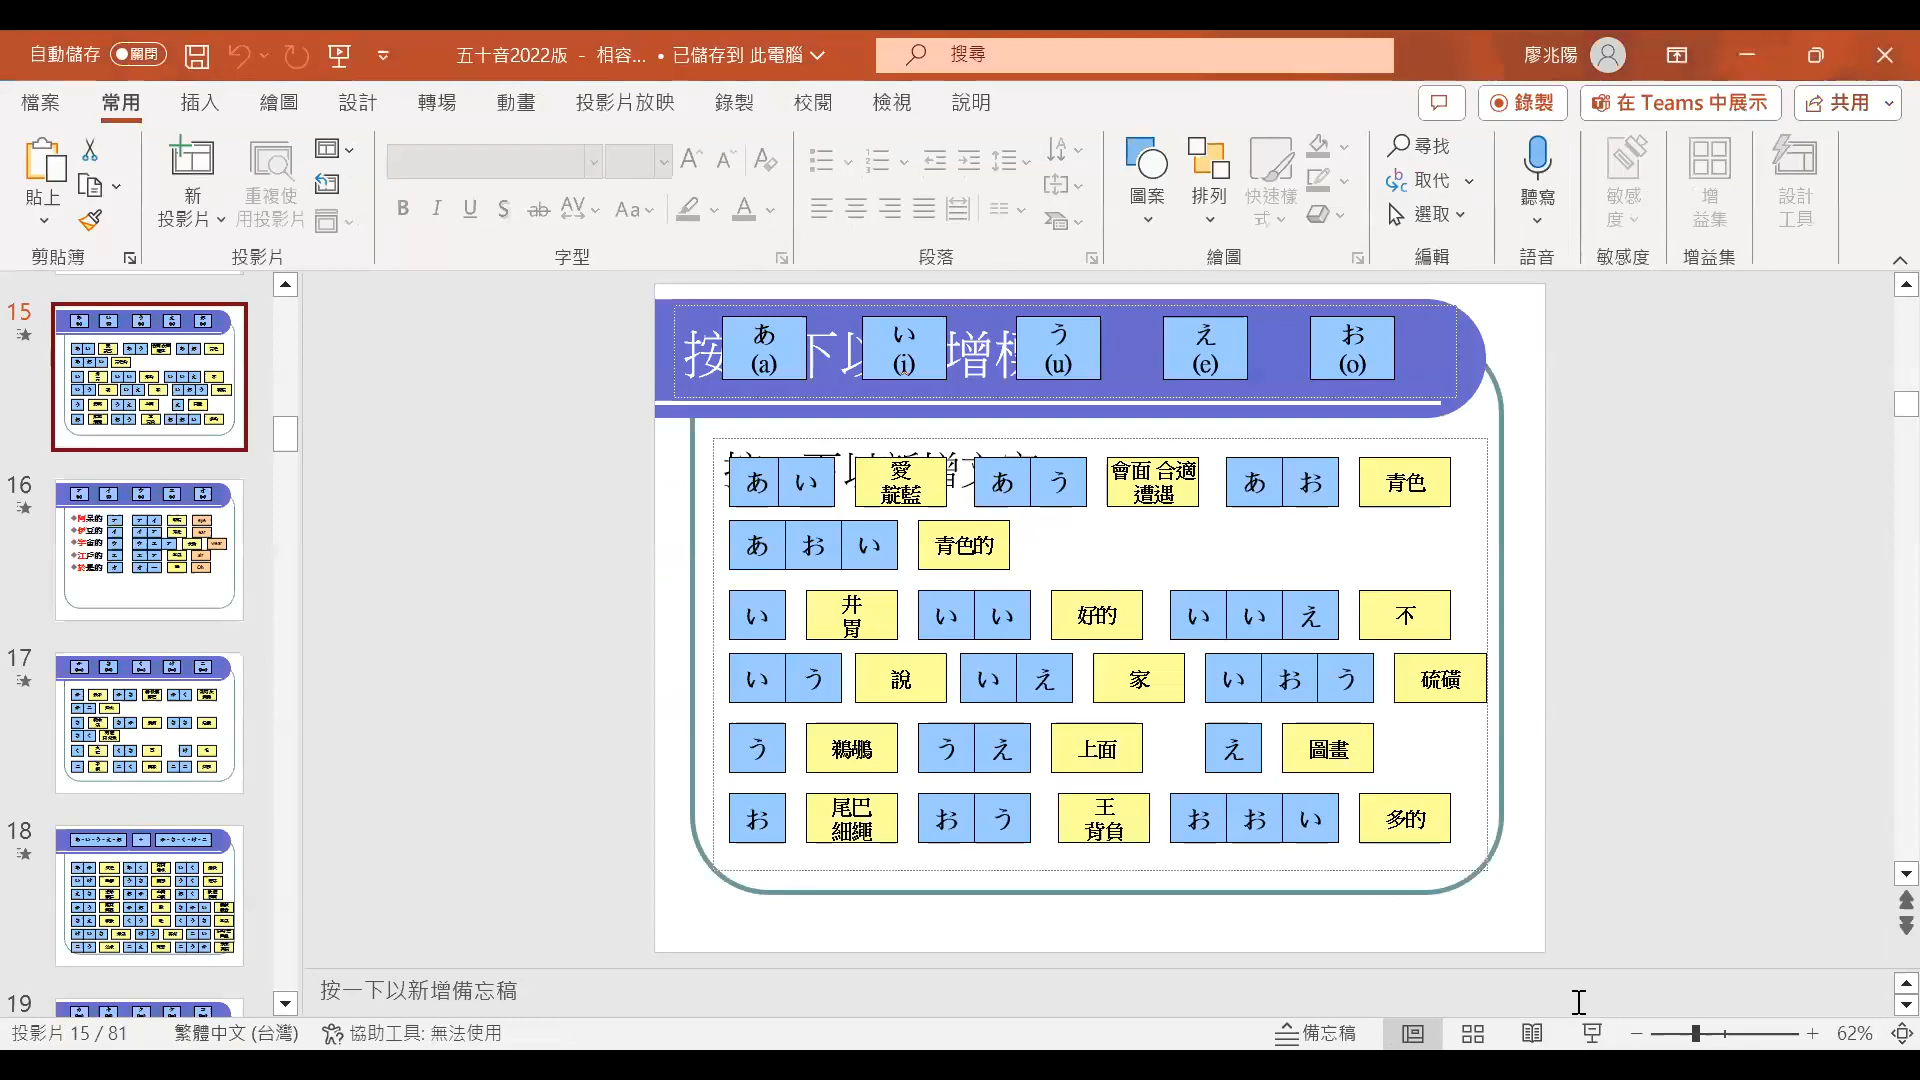 自動儲存 關閉 五十音2022版 - 相容... • 已儲存到 此電腦 搜尋 廖兆陽
檔案 常用 插入 繪圖 設計 轉場 動畫 投影片放映 錄製 校閱 檢視 說明 錄製 在 Teams 中展示 共用
貼上 新 投影片 重複使 用投影片 B I U S ab AV Aa A 圖案 排列 快速樣 式 尋找 取代 選取 聽寫 敏感 度 增 益集 設計 工具
剪貼簿 投影片 字型 段落 繪圖 編輯 語音 敏感度 增益集
15
16
17
18
19
あ い う え お
(a) (i) (u) (e) (o)
あ い 愛 靛藍 あ う 會面 合適 遭遇 あ お 青色
あ お い 青色的
い 井 胃 い い 好的 い い え 不
い う 說 い え 家 い お う 硫磺
う 鵜鶘 う え 上面 え 圖畫
お 尾巴 細繩 お う 王 背負 お お い 多的
按一下以新增備忘稿
投影片 15 / 81 繁體中文 (台灣) 協助工具: 無法使用 備忘稿 62%